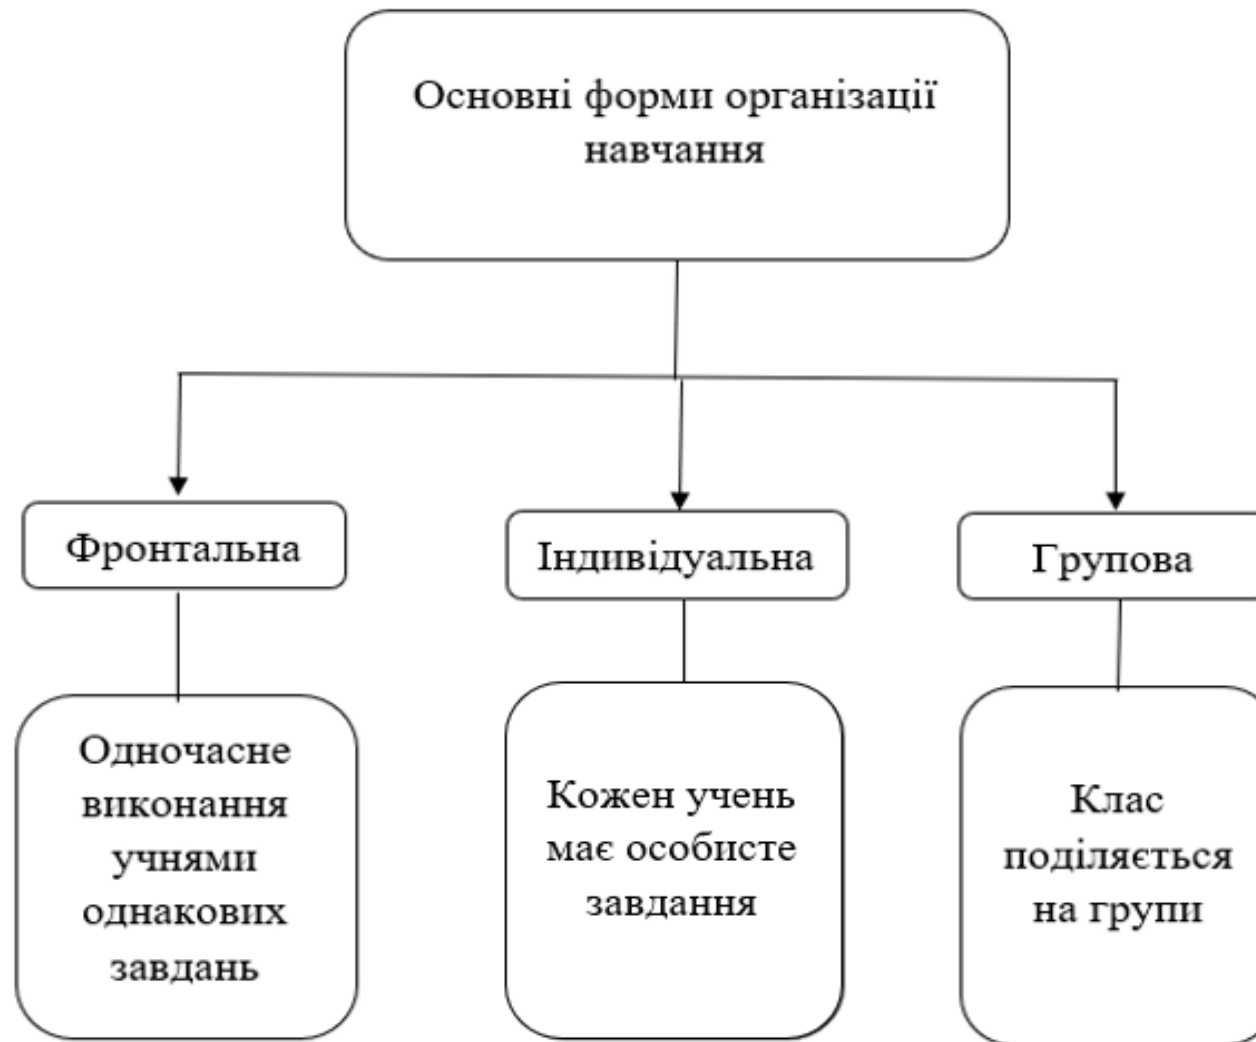 Основні форми організації
навчання
Фронтальна
Індивідуальна
Групова
Одночасне
виконання
учнями
однакових
завдань
Кожен учень
має особисте
завдання
Клас
поділяється
на групи